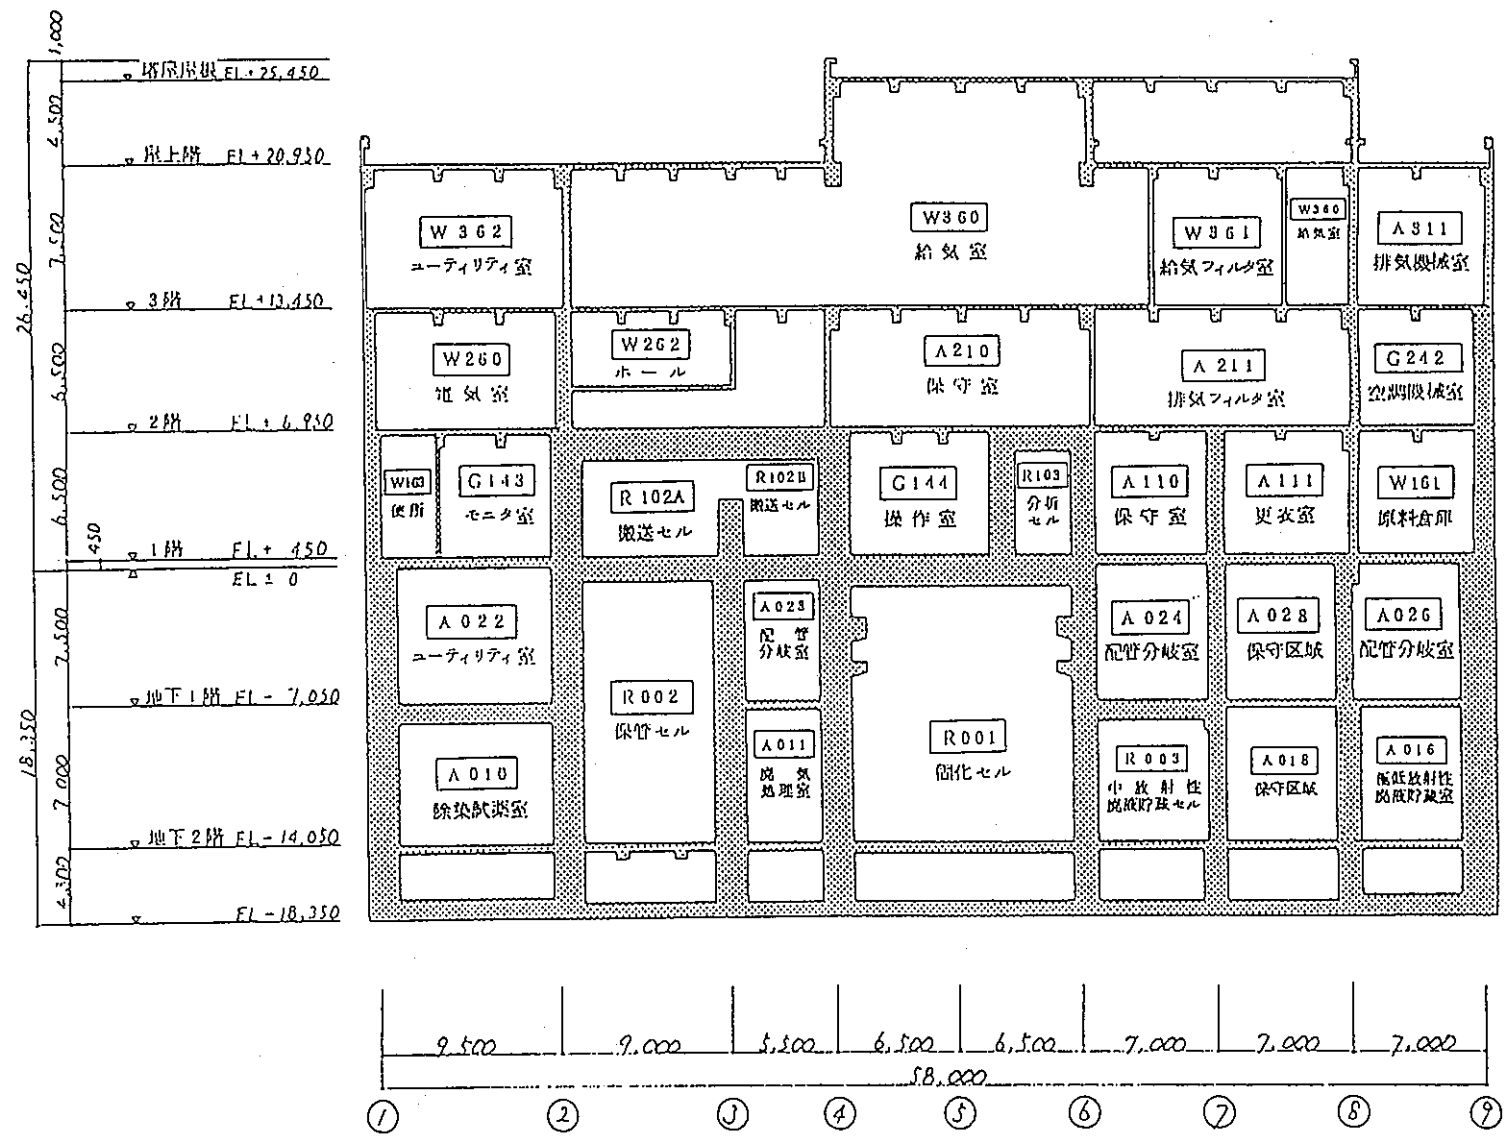 1,000
塔屋屋根 EL+25,450
4,500
屋上階 EL+20,950
7,500
26,450
3階 EL+13,450
6,500
2階 EL+6,950
6,500
450
1階 EL+ 450
EL±0
7,500
地下1階 EL-7,050
18,350
7,000
地下2階 EL-14,050
4,300
EL-18,350
W362
ユーティリティ室
W360
給気室
W361
給気フィルタ室
W360
給気室
A311
排気機械室
W260
電気室
W262
ホール
A210
保守室
A211
排気フィルタ室
G242
空調機械室
W163
便所
G143
モニタ室
R102A
搬送セル
R102B
搬送セル
G144
操作室
R103
分析
セル
A110
保守室
A111
更衣室
W161
原料倉庫
A022
ユーティリティ室
R002
保管セル
A023
配管
分岐室
R001
固化セル
A024
配管分岐室
A028
保守区域
A026
配管分岐室
A010
除染試薬室
A011
廃気
処理室
R003
中放射性
廃液貯蔵セル
A018
保守区域
A016
極低放射性
廃液貯蔵室
9,500
9,000
5,500
6,500
6,500
7,000
7,000
7,000
58,000
① ② ③ ④ ⑤ ⑥ ⑦ ⑧ ⑨